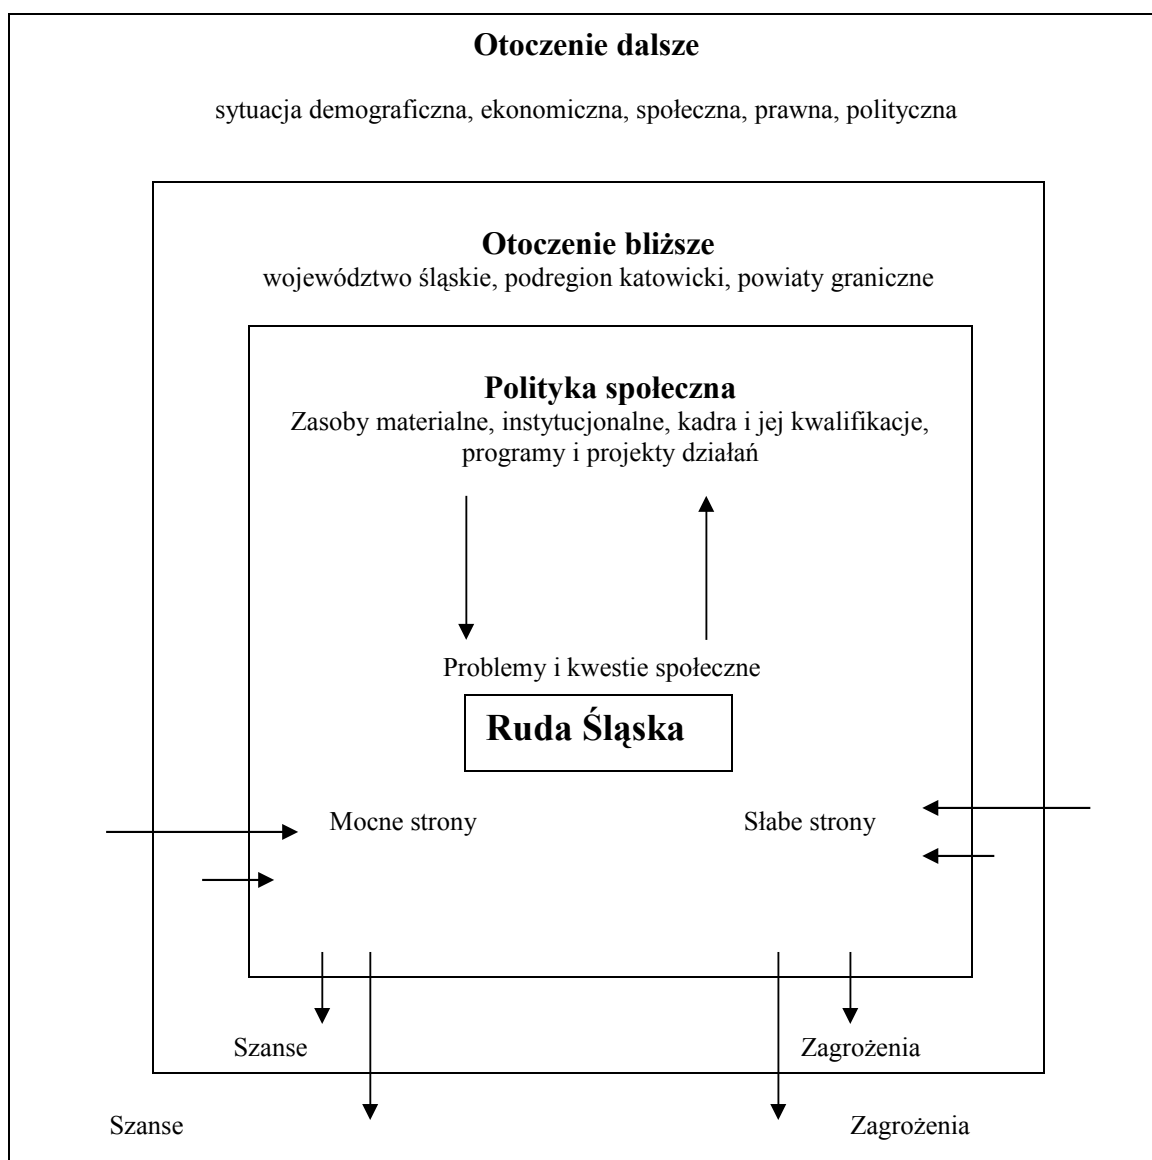 Otoczenie dalsze
sytuacja demograficzna, ekonomiczna, społeczna, prawna, polityczna
Otoczenie bliższe
województwo śląskie, podregion katowicki, powiaty graniczne
Polityka społeczna
Zasoby materialne, instytucjonalne, kadra i jej kwalifikacje,
programy i projekty działań
Problemy i kwestie społeczne
Ruda Śląska
Mocne strony
Słabe strony
Szanse
Zagrożenia
Szanse
Zagrożenia